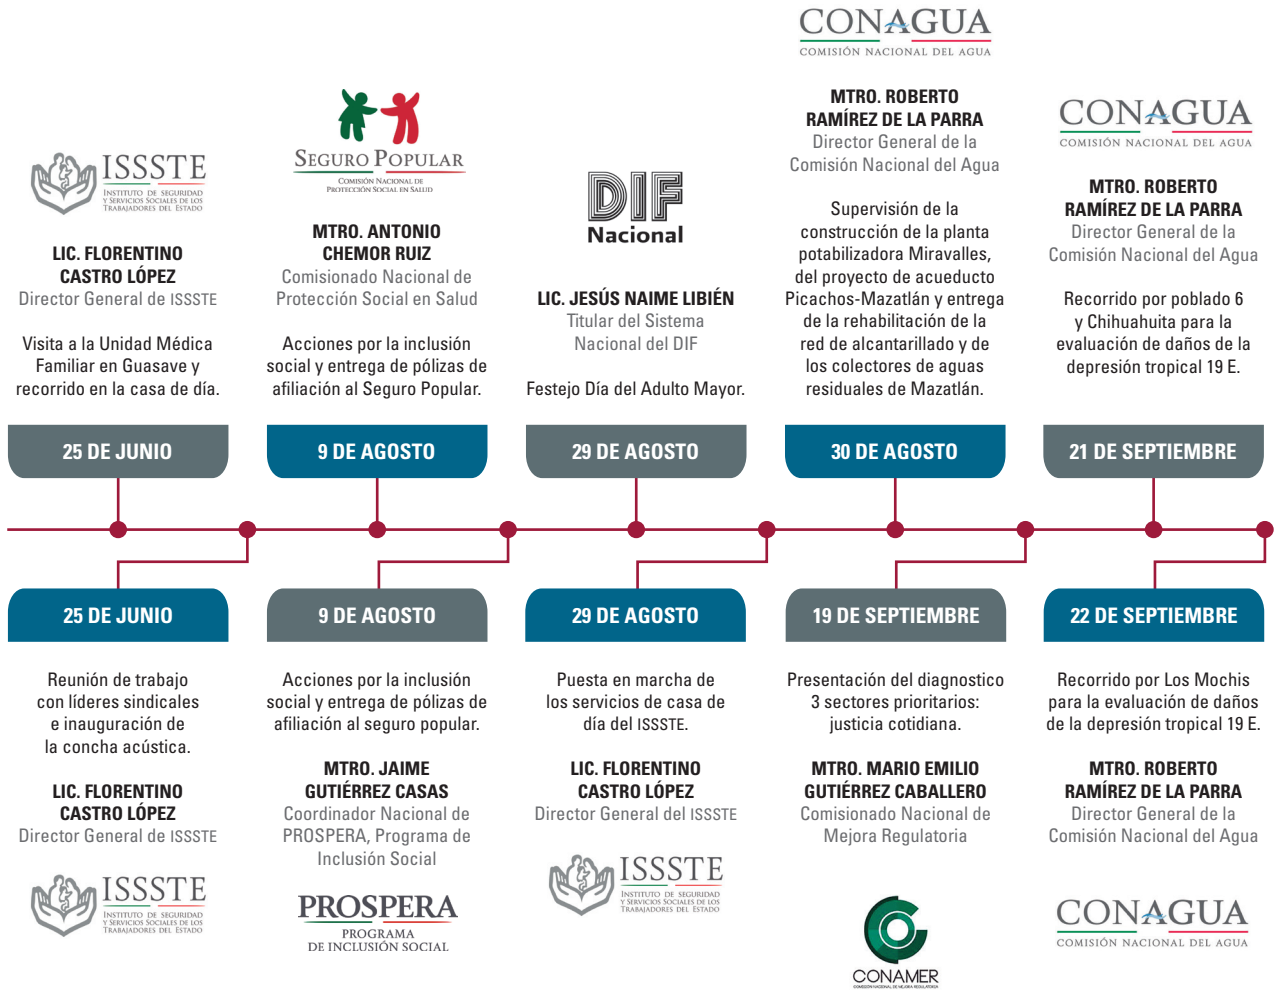 ISSSTE
INSTITUTO DE SEGURIDAD
Y SERVICIOS SOCIALES DE LOS
TRABAJADORES DEL ESTADO
LIC. FLORENTINO
CASTRO LÓPEZ
Director General de ISSSTE
Visita a la Unidad Médica
Familiar en Guasave y
recorrido en la casa de día.
25 DE JUNIO
SEGURO POPULAR
COMISIÓN NACIONAL DE
PROTECCIÓN SOCIAL EN SALUD
MTRO. ANTONIO
CHEMOR RUIZ
Comisionado Nacional de
Protección Social en Salud
Acciones por la inclusión
social y entrega de pólizas de
afiliación al Seguro Popular.
9 DE AGOSTO
DIF
Nacional
LIC. JESÚS NAIME LIBIÉN
Titular del Sistema
Nacional del DIF
Festejo Día del Adulto Mayor.
29 DE AGOSTO
CONAGUA
COMISIÓN NACIONAL DEL AGUA
MTRO. ROBERTO
RAMÍREZ DE LA PARRA
Director General de la
Comisión Nacional del Agua
Supervisión de la
construcción de la planta
potabilizadora Miravalles,
del proyecto de acueducto
Picachos-Mazatlán y entrega
de la rehabilitación de la
red de alcantarillado y de
los colectores de aguas
residuales de Mazatlán.
30 DE AGOSTO
CONAGUA
COMISIÓN NACIONAL DEL AGUA
MTRO. ROBERTO
RAMÍREZ DE LA PARRA
Director General de la
Comisión Nacional del Agua
Recorrido por poblado 6
y Chihuahuita para la
evaluación de daños de la
depresión tropical 19 E.
21 DE SEPTIEMBRE
25 DE JUNIO
Reunión de trabajo
con líderes sindicales
e inauguración de
la concha acústica.
LIC. FLORENTINO
CASTRO LÓPEZ
Director General de ISSSTE
ISSSTE
INSTITUTO DE SEGURIDAD
Y SERVICIOS SOCIALES DE LOS
TRABAJADORES DEL ESTADO
9 DE AGOSTO
Acciones por la inclusión
social y entrega de pólizas de
afiliación al seguro popular.
MTRO. JAIME
GUTIÉRREZ CASAS
Coordinador Nacional de
PROSPERA, Programa de
Inclusión Social
PROSPERA
PROGRAMA
DE INCLUSIÓN SOCIAL
29 DE AGOSTO
Puesta en marcha de
los servicios de casa de
día del ISSSTE.
LIC. FLORENTINO
CASTRO LÓPEZ
Director General del ISSSTE
ISSSTE
INSTITUTO DE SEGURIDAD
Y SERVICIOS SOCIALES DE LOS
TRABAJADORES DEL ESTADO
19 DE SEPTIEMBRE
Presentación del diagnostico
3 sectores prioritarios:
justicia cotidiana.
MTRO. MARIO EMILIO
GUTIÉRREZ CABALLERO
Comisionado Nacional de
Mejora Regulatoria
CONAMER
COMISIÓN NACIONAL DE MEJORA REGULATORIA
22 DE SEPTIEMBRE
Recorrido por Los Mochis
para la evaluación de daños
de la depresión tropical 19 E.
MTRO. ROBERTO
RAMÍREZ DE LA PARRA
Director General de la
Comisión Nacional del Agua
CONAGUA
COMISIÓN NACIONAL DEL AGUA